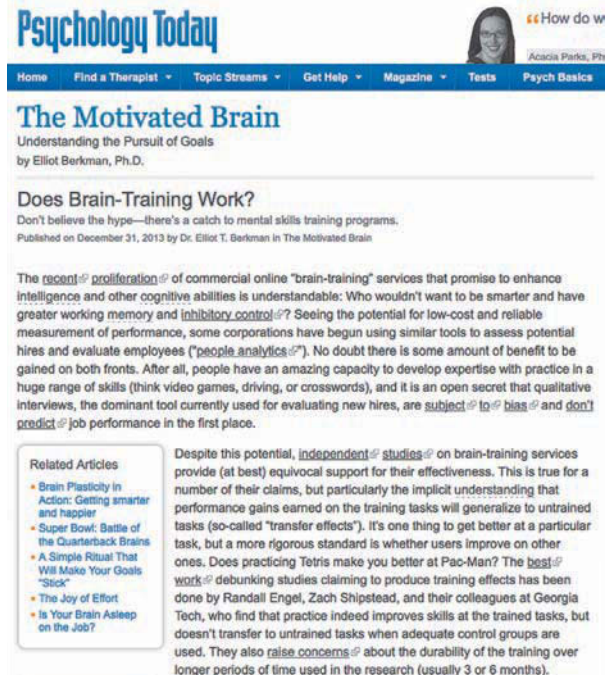 Psychology Today
“How do w
Acacia Parks, Ph
Home Find a Therapist Topic Streams Get Help Magazine Tests Psych Basics
The Motivated Brain
Understanding the Pursuit of Goals
by Elliot Berkman, Ph.D.
Does Brain-Training Work?
Don't believe the hype—there's a catch to mental skills training programs.
Published on December 31, 2013 by Dr. Elliot T. Berkman in The Motivated Brain
The recent proliferation of commercial online "brain-training" services that promise to enhance
intelligence and other cognitive abilities is understandable: Who wouldn't want to be smarter and have
greater working memory and inhibitory control? Seeing the potential for low-cost and reliable
measurement of performance, some corporations have begun using similar tools to assess potential
hires and evaluate employees ("people analytics"). No doubt there is some amount of benefit to be
gained on both fronts. After all, people have an amazing capacity to develop expertise with practice in a
huge range of skills (think video games, driving, or crosswords), and it is an open secret that qualitative
interviews, the dominant tool currently used for evaluating new hires, are subject to bias and don't
predict job performance in the first place.
Related Articles
Brain Plasticity in
Action: Getting smarter
and happier
Super Bowl: Battle of
the Quarterback Brains
A Simple Ritual That
Will Make Your Goals
"Stick"
The Joy of Effort
Is Your Brain Asleep
on the Job?
Despite this potential, independent studies on brain-training services
provide (at best) equivocal support for their effectiveness. This is true for a
number of their claims, but particularly the implicit understanding that
performance gains earned on the training tasks will generalize to untrained
tasks (so-called "transfer effects"). It's one thing to get better at a particular
task, but a more rigorous standard is whether users improve on other
ones. Does practicing Tetris make you better at Pac-Man? The best
work debunking studies claiming to produce training effects has been
done by Randall Engel, Zach Shipstead, and their colleagues at Georgia
Tech, who find that practice indeed improves skills at the trained tasks, but
doesn't transfer to untrained tasks when adequate control groups are
used. They also raise concerns about the durability of the training over
longer periods of time used in the research (usually 3 or 6 months).